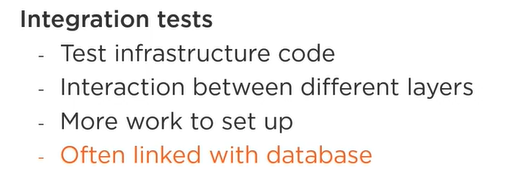 Integration tests
- Test infrastructure code
- Interaction between different layers
- More work to set up
- Often linked with database